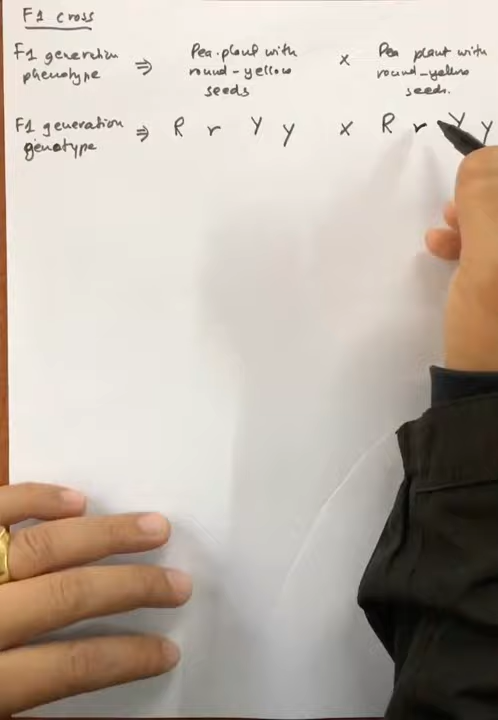 F1 cross
F1 generation phenotype ⇒ Pea plant with round-yellow seeds × Pea plant with round-yellow seeds.
F1 generation genotype ⇒ R r Y y × R r Y y